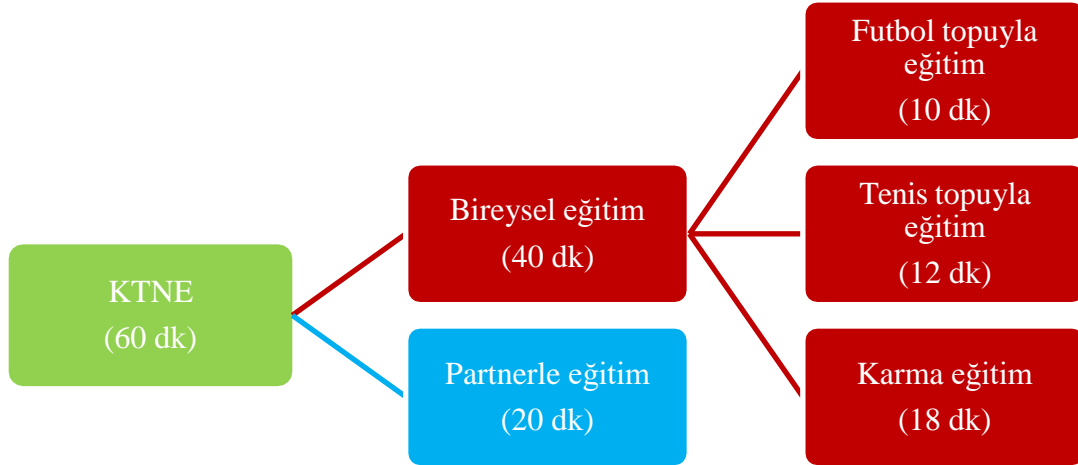 KTNE
(60 dk)
Bireysel eğitim
(40 dk)
Partnerle eğitim
(20 dk)
Futbol topuyla
eğitim
(10 dk)
Tenis topuyla
eğitim
(12 dk)
Karma eğitim
(18 dk)